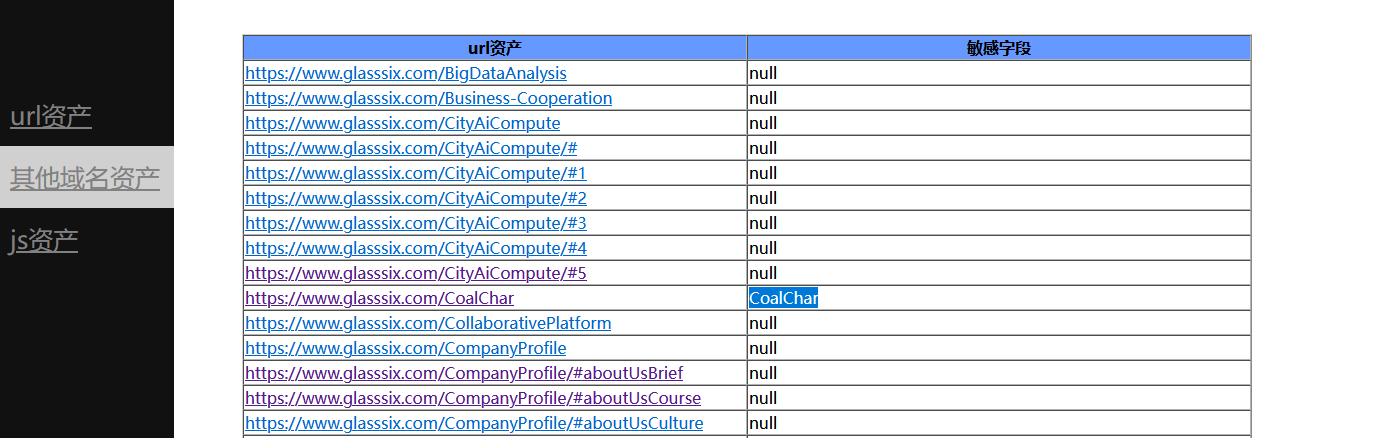 url资产
其他域名资产
js资产
url资产 敏感字段
https://www.glasssix.com/BigDataAnalysis null
https://www.glasssix.com/Business-Cooperation null
https://www.glasssix.com/CityAiCompute null
https://www.glasssix.com/CityAiCompute/# null
https://www.glasssix.com/CityAiCompute/#1 null
https://www.glasssix.com/CityAiCompute/#2 null
https://www.glasssix.com/CityAiCompute/#3 null
https://www.glasssix.com/CityAiCompute/#4 null
https://www.glasssix.com/CityAiCompute/#5 null
https://www.glasssix.com/CoalChar CoalChar
https://www.glasssix.com/CollaborativePlatform null
https://www.glasssix.com/CompanyProfile null
https://www.glasssix.com/CompanyProfile/#aboutUsBrief null
https://www.glasssix.com/CompanyProfile/#aboutUsCourse null
https://www.glasssix.com/CompanyProfile/#aboutUsCulture null